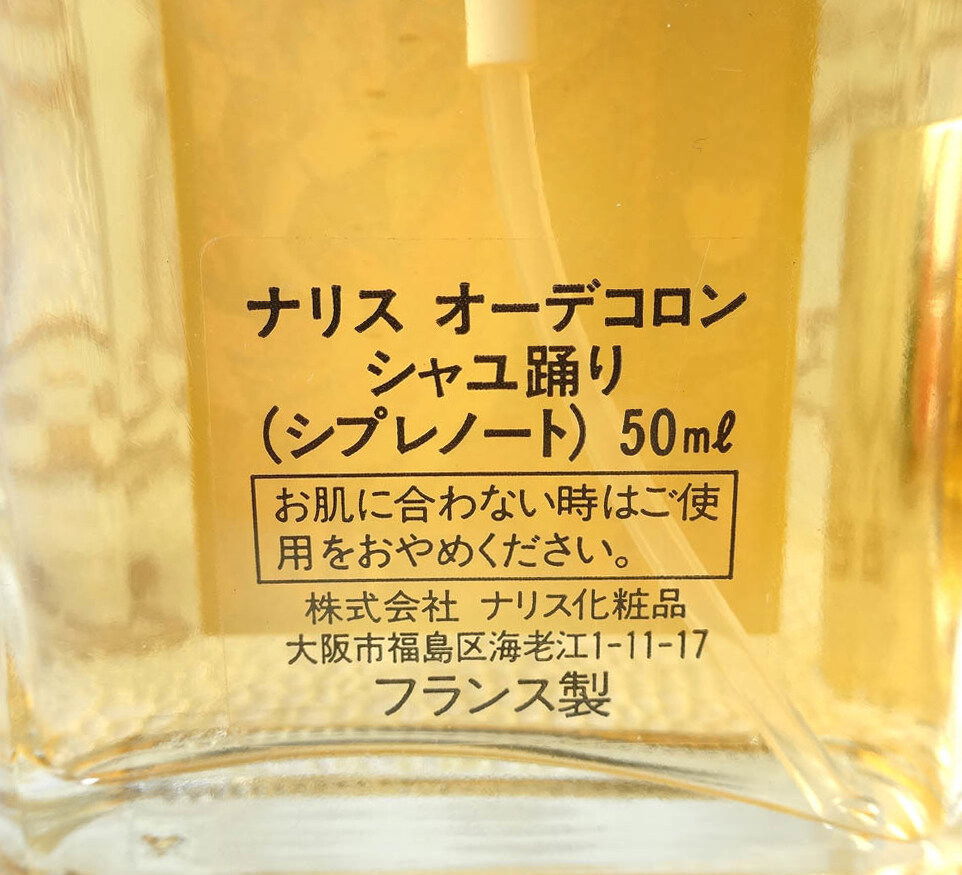 ナリス オーデコロン
シャユ踊り
(シプレノート) 50mℓ
お肌に合わない時はご使
用をおやめください。
株式会社 ナリス化粧品
大阪市福島区海老江1-11-17
フランス製